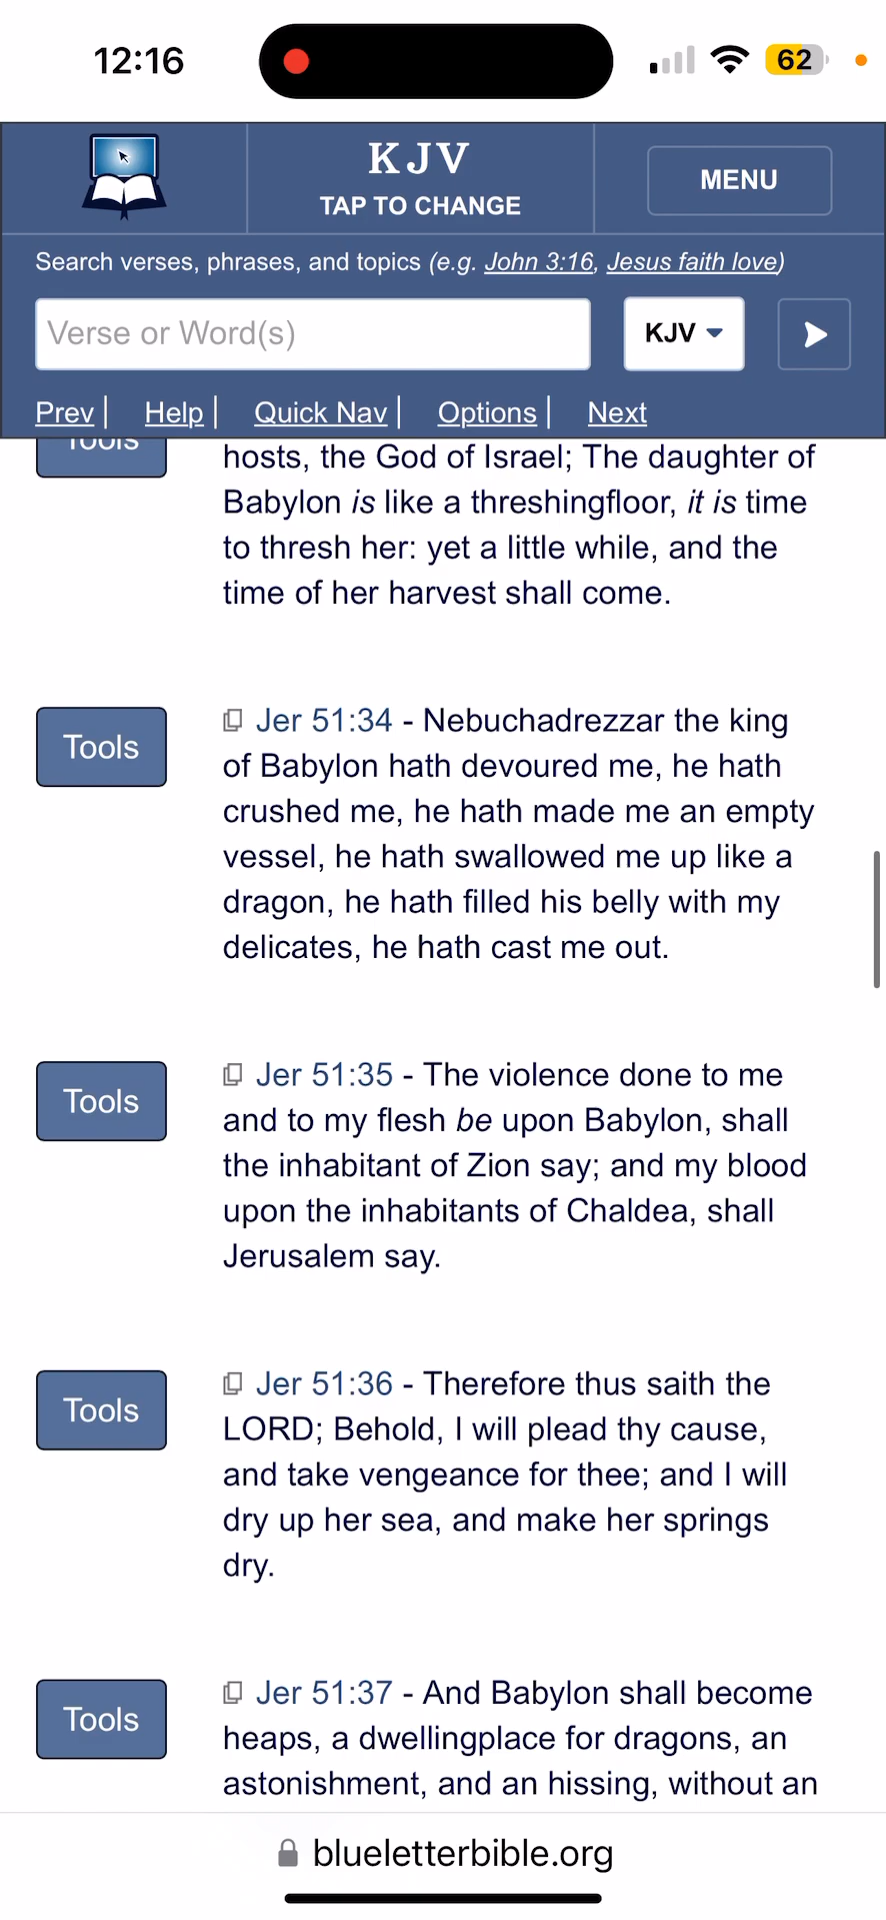 12:16
62
KJV
TAP TO CHANGE
MENU
Search verses, phrases, and topics (e.g. John 3:16, Jesus faith love)
Verse or Word(s)
KJV
Prev | Help | Quick Nav | Options | Next
Tools
hosts, the God of Israel; The daughter of
Babylon is like a threshingfloor, it is time
to thresh her: yet a little while, and the
time of her harvest shall come.
Tools
Jer 51:34 - Nebuchadrezzar the king
of Babylon hath devoured me, he hath
crushed me, he hath made me an empty
vessel, he hath swallowed me up like a
dragon, he hath filled his belly with my
delicates, he hath cast me out.
Tools
Jer 51:35 - The violence done to me
and to my flesh be upon Babylon, shall
the inhabitant of Zion say; and my blood
upon the inhabitants of Chaldea, shall
Jerusalem say.
Tools
Jer 51:36 - Therefore thus saith the
LORD; Behold, I will plead thy cause,
and take vengeance for thee; and I will
dry up her sea, and make her springs
dry.
Tools
Jer 51:37 - And Babylon shall become
heaps, a dwellingplace for dragons, an
astonishment, and an hissing, without an
blueletterbible.org